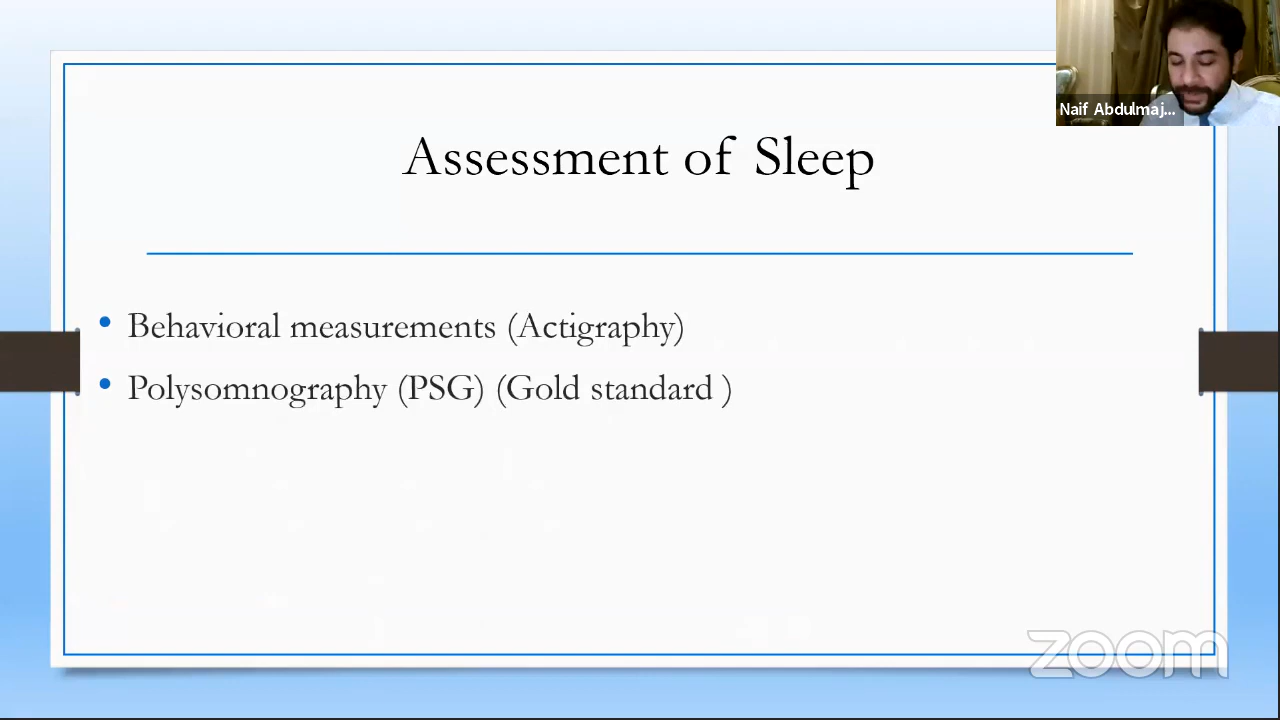 Naif Abdulmaj...
Assessment of Sleep
• Behavioral measurements (Actigraphy)
• Polysomnography (PSG) (Gold standard )
zoom